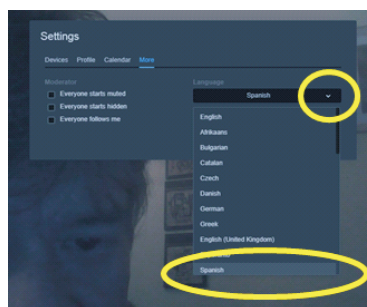 Settings
Devices Profile Calendar More
Moderator
Everyone starts muted
Everyone starts hidden
Everyone follows me
Language
Spanish
English
Afrikaans
Bulgarian
Catalan
Czech
Danish
German
Greek
English (United Kingdom)
Spanish